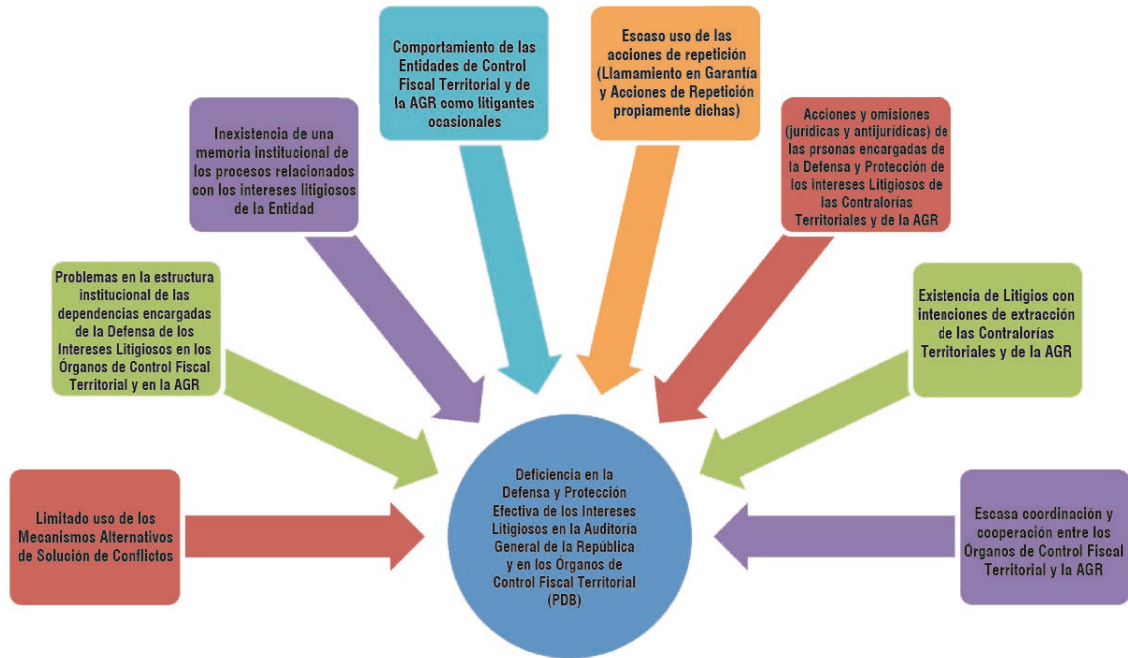 Limitado uso de los
Mecanismos Alternativos
de Solución de Conflictos
Problemas en la estructura
institucional de las
dependencias encargadas
de la Defensa de los
Intereses Litigiosos en los
Órganos de Control Fiscal
Territorial y en la AGR
Inexistencia de una
memoria institucional de
los procesos relacionados
con los intereses litigiosos
de la Entidad
Comportamiento de las
Entidades de Control
Fiscal Territorial y de
la AGR como litigantes
ocasionales
Escaso uso de las
acciones de repetición
(Llamamiento en Garantía
y Acciones de Repetición
propiamente dichas)
Acciones y omisiones
(jurídicas y antijurídicas) de
las prsonas encargadas de
la Defensa y Protección de
los intereses Litigiosos de
las Contralorías
Territoriales y de la AGR
Existencia de Litigios con
intenciones de extracción
de las Contralorías
Territoriales y de la AGR
Escasa coordinación y
cooperación entre los
Órganos de Control Fiscal
Territorial y la AGR
Deficiencia en la
Defensa y Protección
Efectiva de los Intereses
Litigiosos en la Auditoría
General de la República
y en los Órganos de
Control Fiscal Territorial
(PDB)